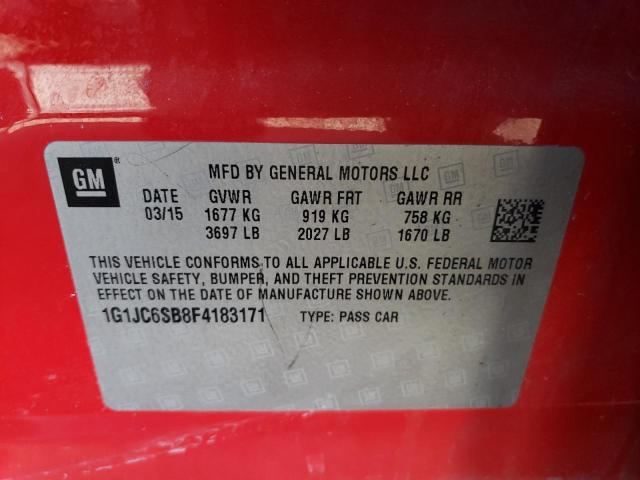 GM®
MFD BY GENERAL MOTORS LLC
DATE GVWR GAWR FRT GAWR RR
03/15 1677 KG 919 KG 758 KG
3697 LB 2027 LB 1670 LB
THIS VEHICLE CONFORMS TO ALL APPLICABLE U.S. FEDERAL MOTOR
VEHICLE SAFETY, BUMPER, AND THEFT PREVENTION STANDARDS IN
EFFECT ON THE DATE OF MANUFACTURE SHOWN ABOVE.
1G1JC6SB8F4183171 TYPE: PASS CAR